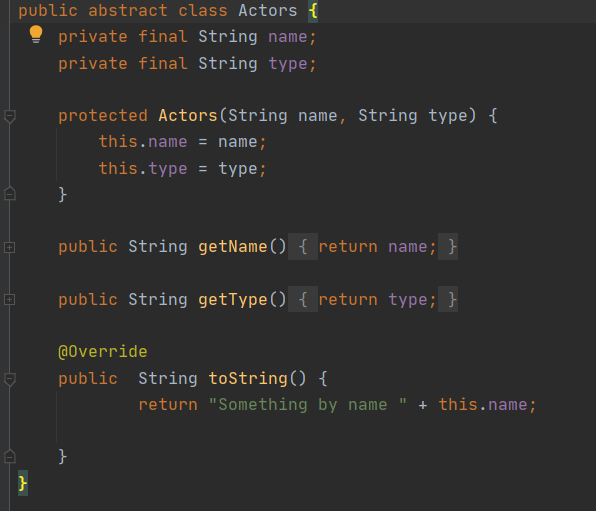 public abstract class Actors {
    private final String name;
    private final String type;

    protected Actors(String name, String type) {
        this.name = name;
        this.type = type;
    }

    public String getName() { return name; }

    public String getType() { return type; }

    @Override
    public  String toString() {
            return "Something by name " + this.name;

    }
}